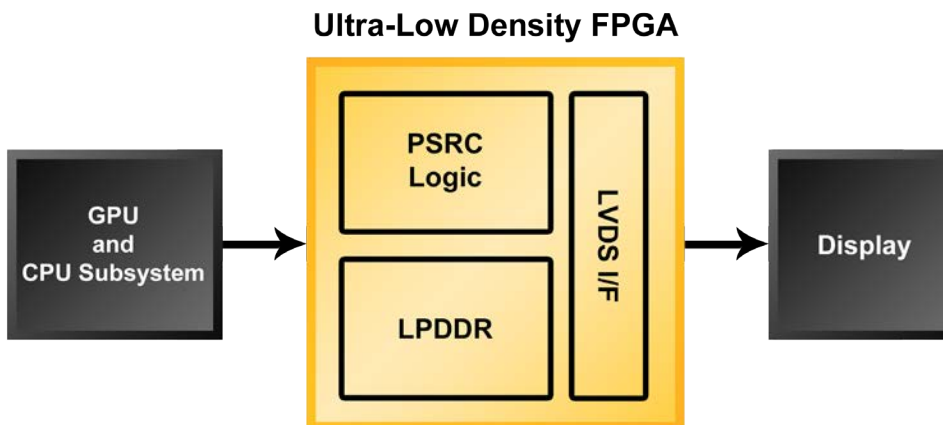 Ultra-Low Density FPGA
PSRC
Logic
LVDS I/F
GPU
and
CPU Subsystem
Display
LPDDR